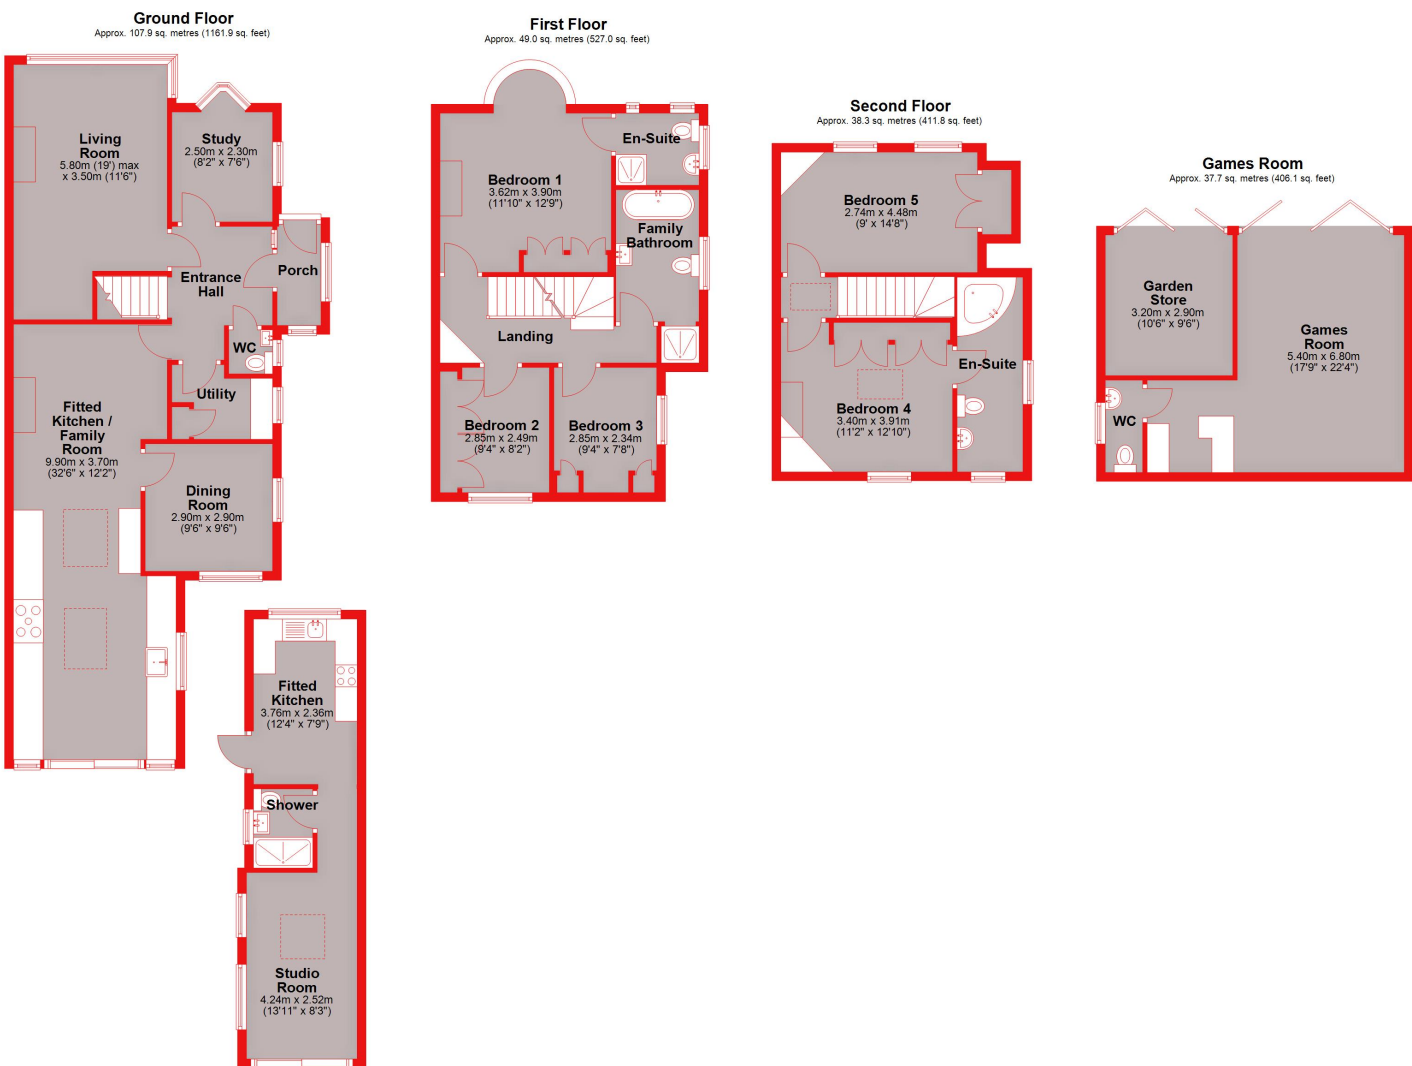 Ground Floor
Approx. 107.9 sq. metres (1161.9 sq. feet)
Living
Room
5.80m (19') max
x 3.50m (11'6")
Study
2.50m x 2.30m
(8'2" x 7'6")
Entrance
Hall
Porch
WC
Utility
Fitted
Kitchen /
Family
Room
9.90m x 3.70m
(32'6" x 12'2")
Dining
Room
2.90m x 2.90m
(9'6" x 9'6")
Fitted
Kitchen
3.76m x 2.36m
(12'4" x 7'9")
Shower
Studio
Room
4.24m x 2.52m
(13'11" x 8'3")
First Floor
Approx. 49.0 sq. metres (527.0 sq. feet)
En-Suite
Bedroom 1
3.62m x 3.90m
(11'10" x 12'9")
Family
Bathroom
Landing
Bedroom 2
2.85m x 2.49m
(9'4" x 8'2")
Bedroom 3
2.85m x 2.34m
(9'4" x 7'8")
Second Floor
Approx. 38.3 sq. metres (411.8 sq. feet)
Bedroom 5
2.74m x 4.48m
(9' x 14'8")
En-Suite
Bedroom 4
3.40m x 3.91m
(11'2" x 12'10")
Games Room
Approx. 37.7 sq. metres (406.1 sq. feet)
Garden
Store
3.20m x 2.90m
(10'6" x 9'6")
Games
Room
5.40m x 6.80m
(17'9" x 22'4")
WC